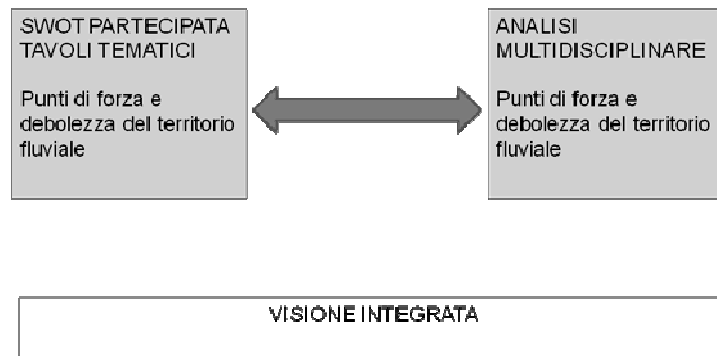 SWOT PARTECIPATA
TAVOLI TEMATICI
Punti di forza e
debolezza del territorio
fluviale
ANALISI
MULTIDISCIPLINARE
Punti di forza e
debolezza del territorio
fluviale
VISIONE INTEGRATA